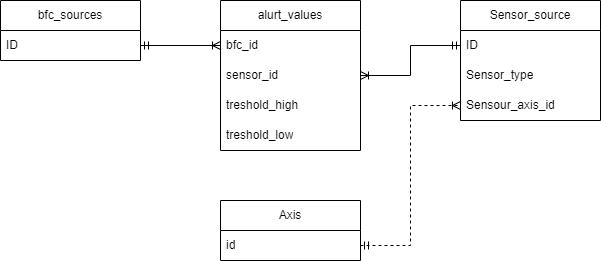 bfc_sources
ID
alurt_values
bfc_id
sensor_id
treshold_high
treshold_low
Sensor_source
ID
Sensor_type
Sensour_axis_id
Axis
id